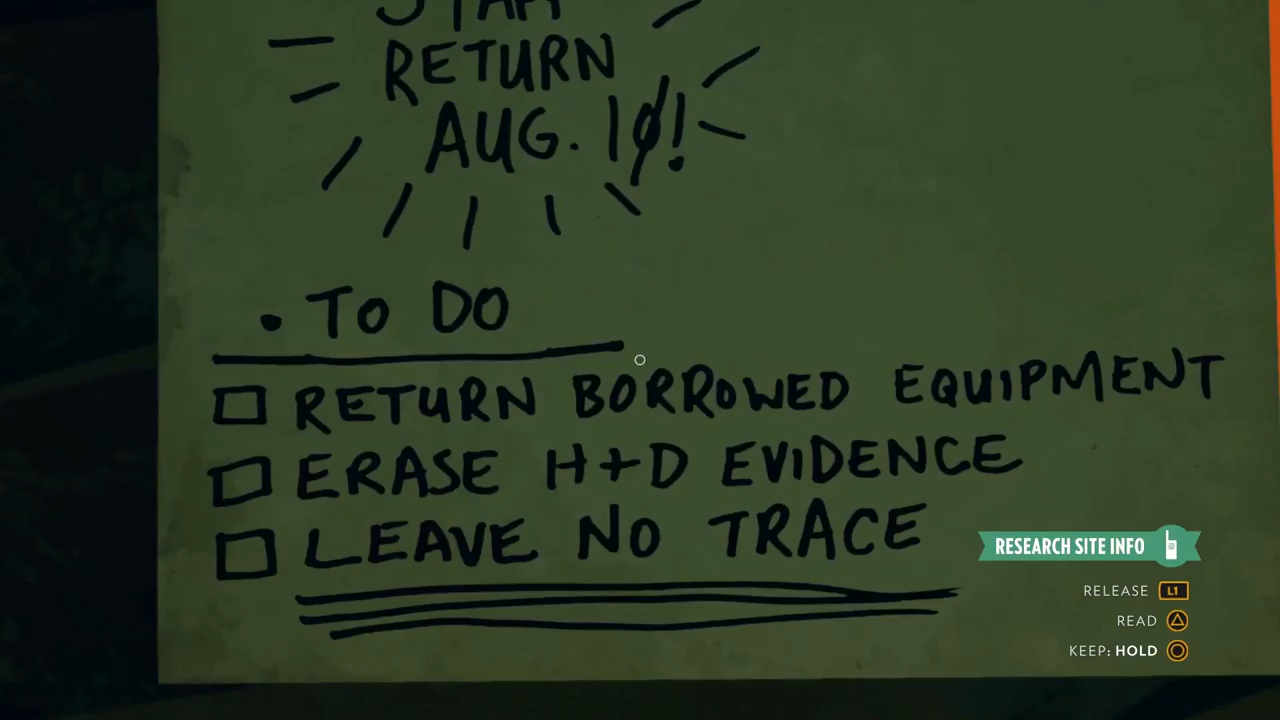 STAFF
RETURN
AUG. 10!
• TO DO
RETURN BORROWED EQUIPMENT
ERASE H+D EVIDENCE
LEAVE NO TRACE
RESEARCH SITE INFO
RELEASE L1
READ
KEEP: HOLD